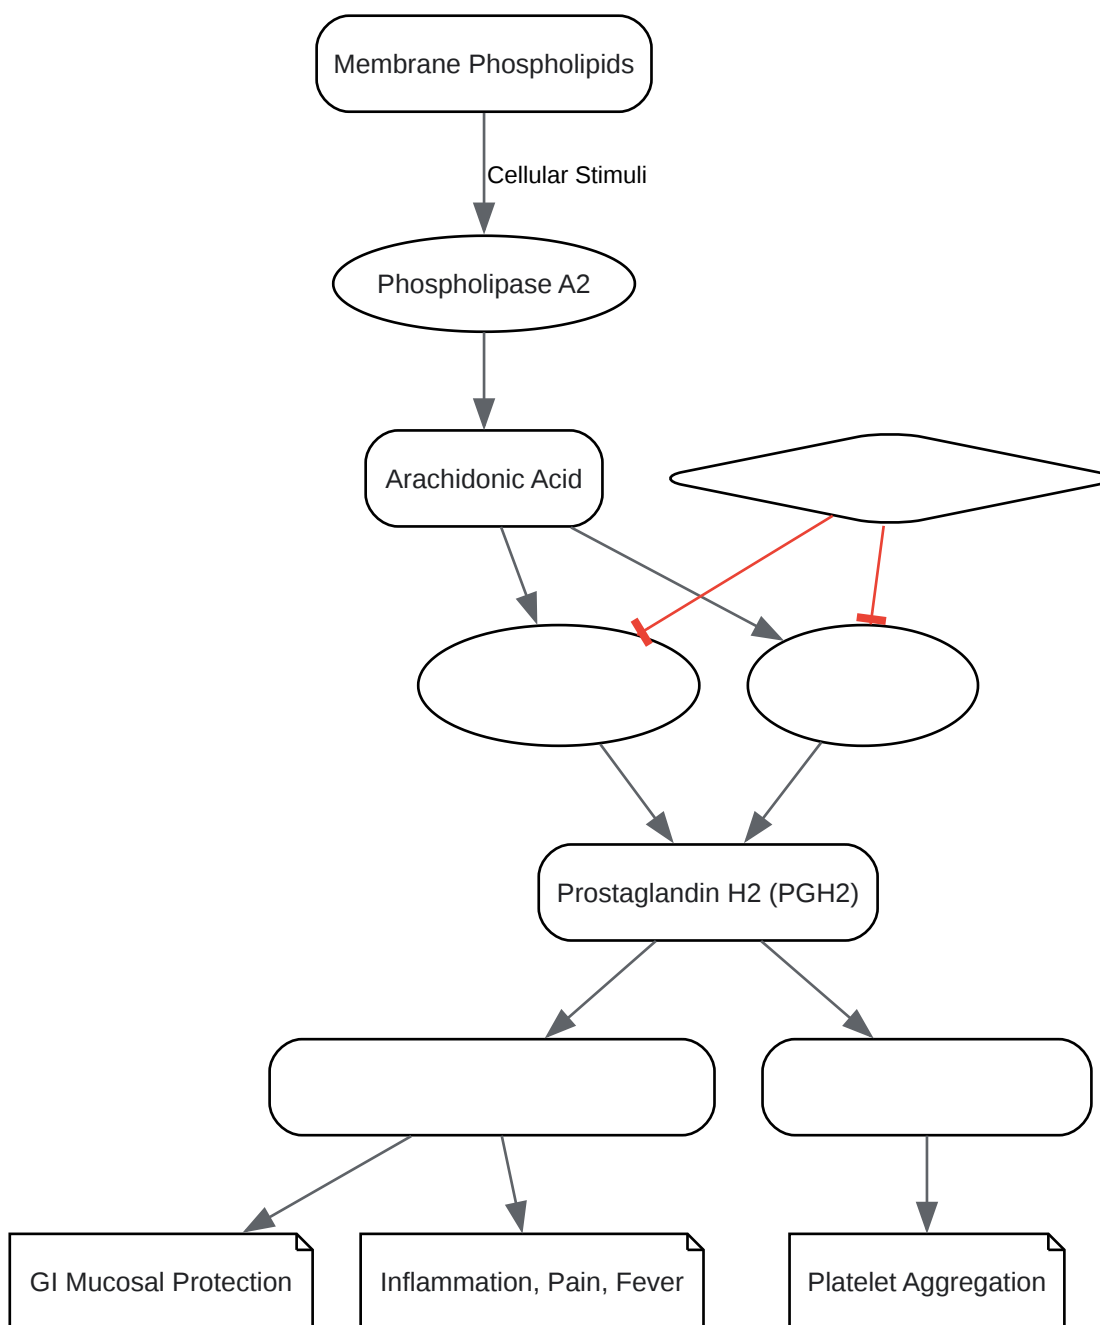 Membrane Phospholipids
Cellular Stimuli
Phospholipase A2
Arachidonic Acid
Prostaglandin H2 (PGH2)
GI Mucosal Protection
Inflammation, Pain, Fever
Platelet Aggregation